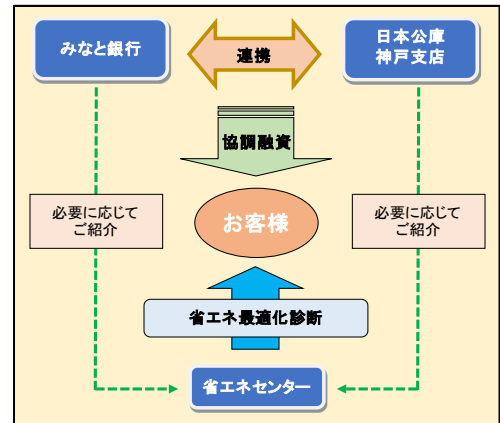 みなと銀行
連携
日本公庫
神戸支店
協調融資
必要に応じて
ご紹介
お客様
必要に応じて
ご紹介
省エネ最適化診断
省エネセンター